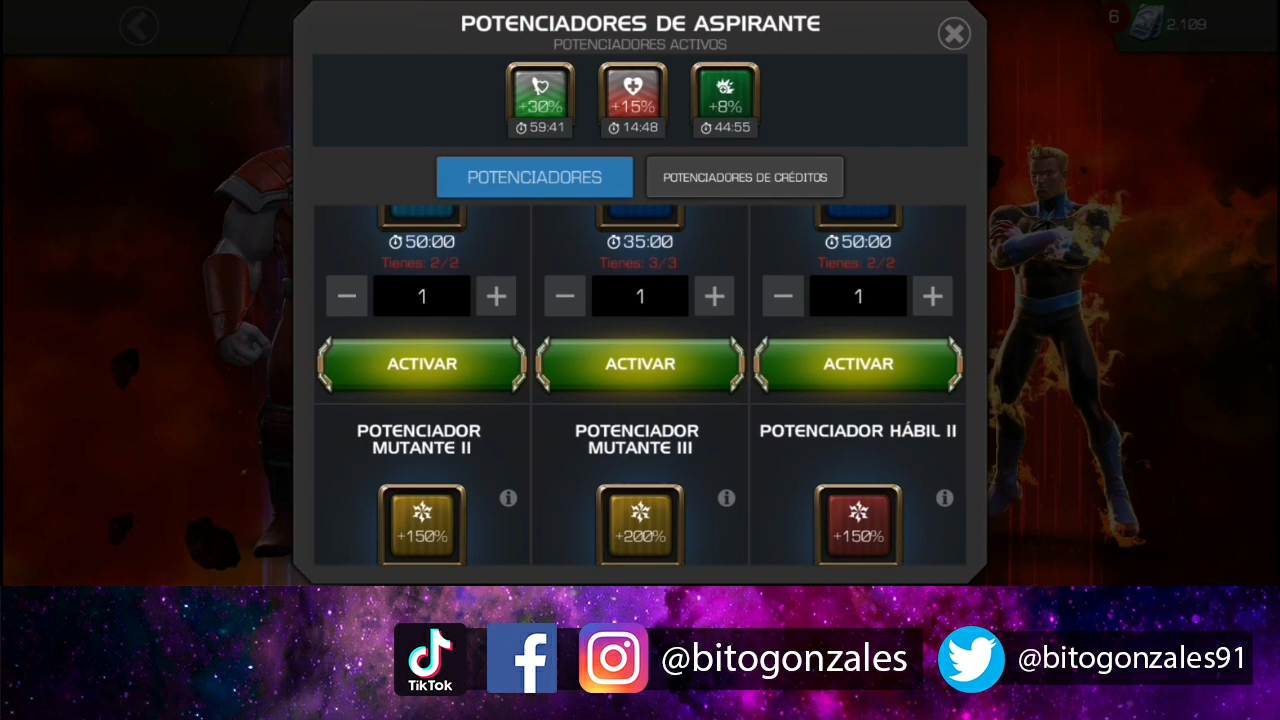 POTENCIADORES DE ASPIRANTE
POTENCIADORES ACTIVOS
6 2.109
+30% +15% +8%
59:41 14:48 44:55
POTENCIADORES POTENCIADORES DE CRÉDITOS
50:00 35:00 50:00
Tienes: 2/2 Tienes: 3/3 Tienes: 2/2
− 1 + − 1 + − 1 +
ACTIVAR ACTIVAR ACTIVAR
POTENCIADOR
MUTANTE II
POTENCIADOR
MUTANTE III
POTENCIADOR HÁBIL II
+150% +200% +150%
@bitogonzales @bitogonzales91
TikTok